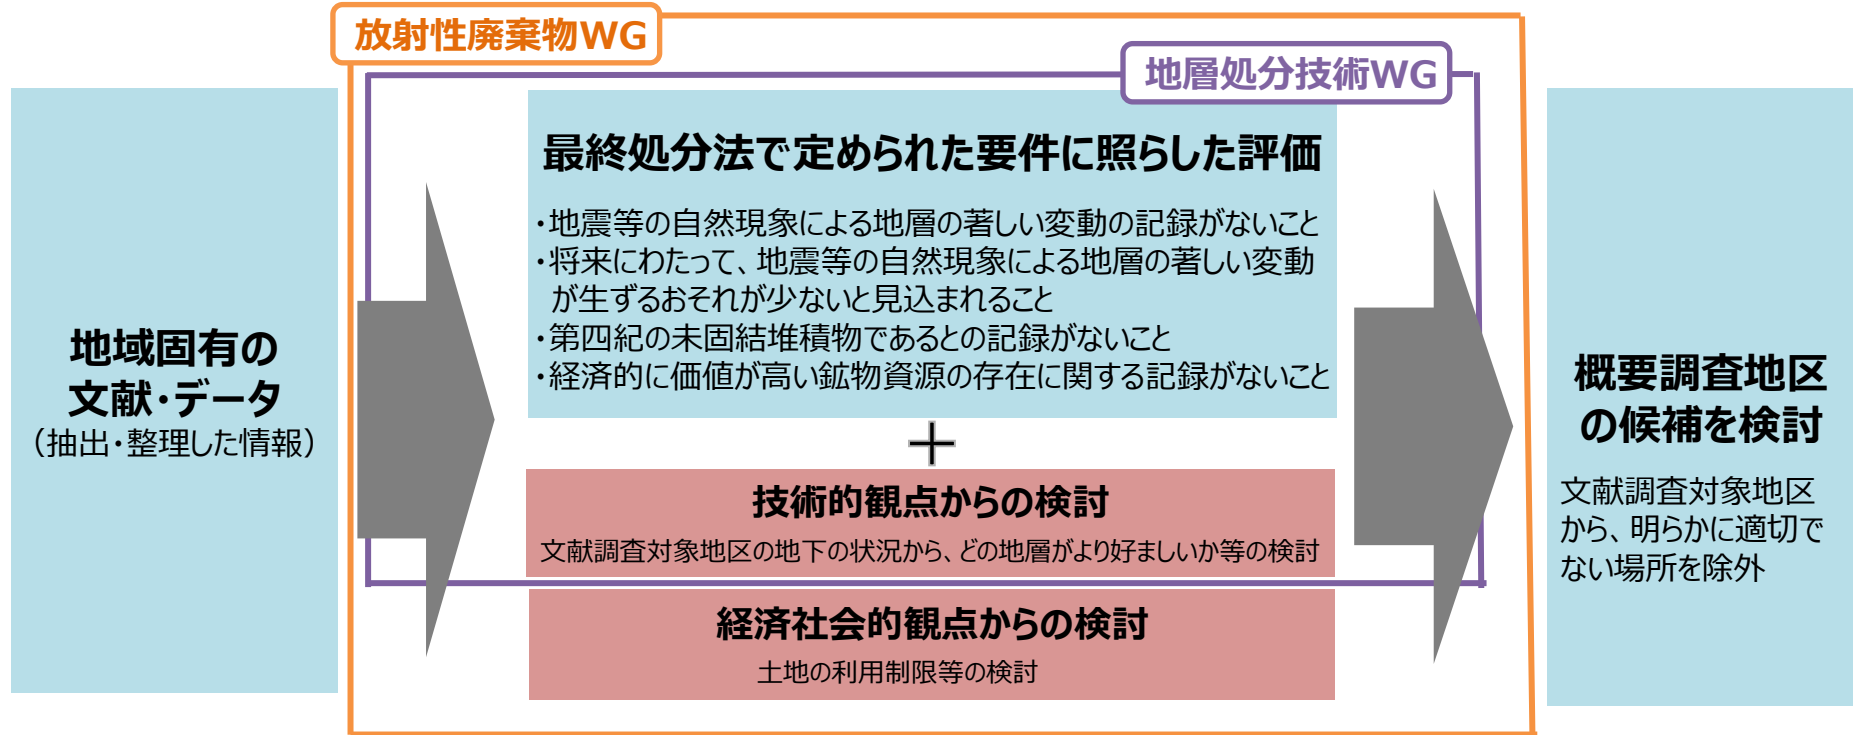 放射性廃棄物WG
地層処分技術WG
地域固有の
文献・データ
（抽出・整理した情報）
最終処分法で定められた要件に照らした評価
・地震等の自然現象による地層の著しい変動の記録がないこと
・将来にわたって、地震等の自然現象による地層の著しい変動
が生ずるおそれが少ないと見込まれること
・第四紀の未固結堆積物であるとの記録がないこと
・経済的に価値が高い鉱物資源の存在に関する記録がないこと
＋
技術的観点からの検討
文献調査対象地区の地下の状況から、どの地層がより好ましいか等の検討
経済社会的観点からの検討
土地の利用制限等の検討
概要調査地区
の候補を検討
文献調査対象地区
から、明らかに適切で
ない場所を除外